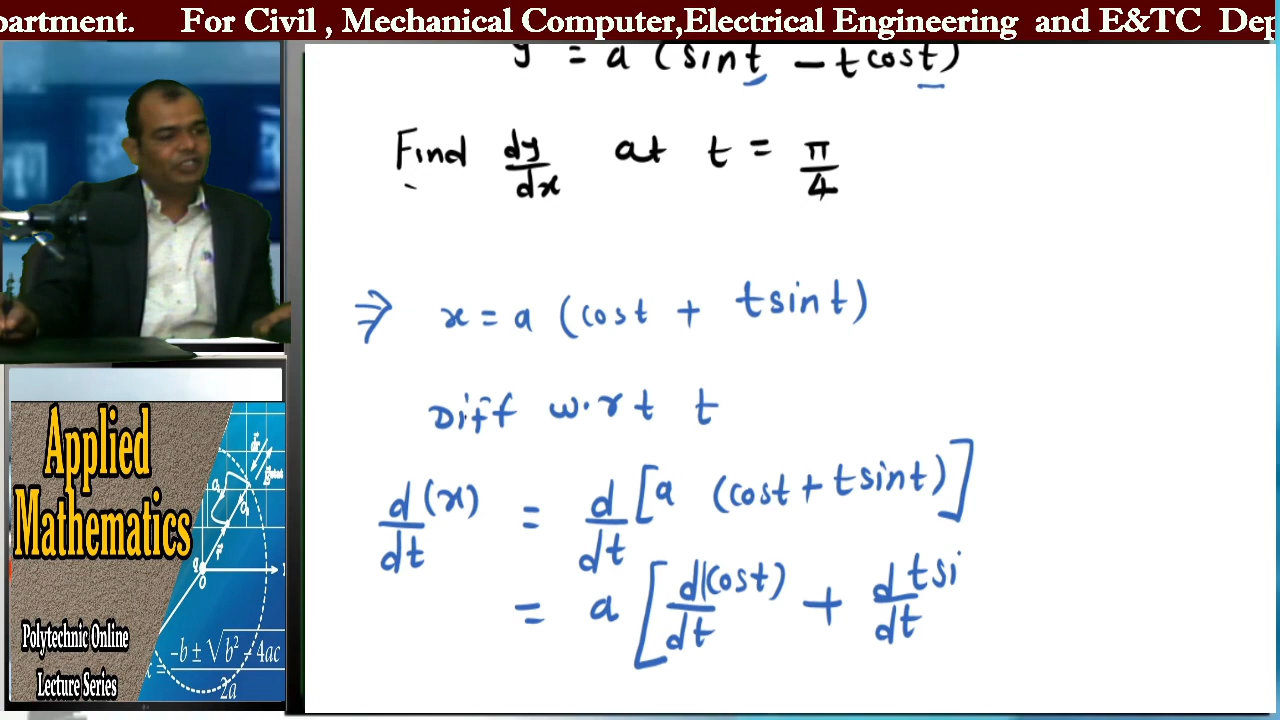 partment. For Civil , Mechanical Computer,Electrical Engineering and E&TC Dep
y = a (sint - tcost)
Find dy/dx at t = π/4
⇒ x = a (cost + tsint)
Diff w.r t t
d/dt (x) = d/dt [a (cost + tsint)]
= a [d/dt (cost) + d/dt tsi
Applied
Mathematics
Polytechnic Online
Lecture Series
x = -b ± √b² - 4ac / 2a